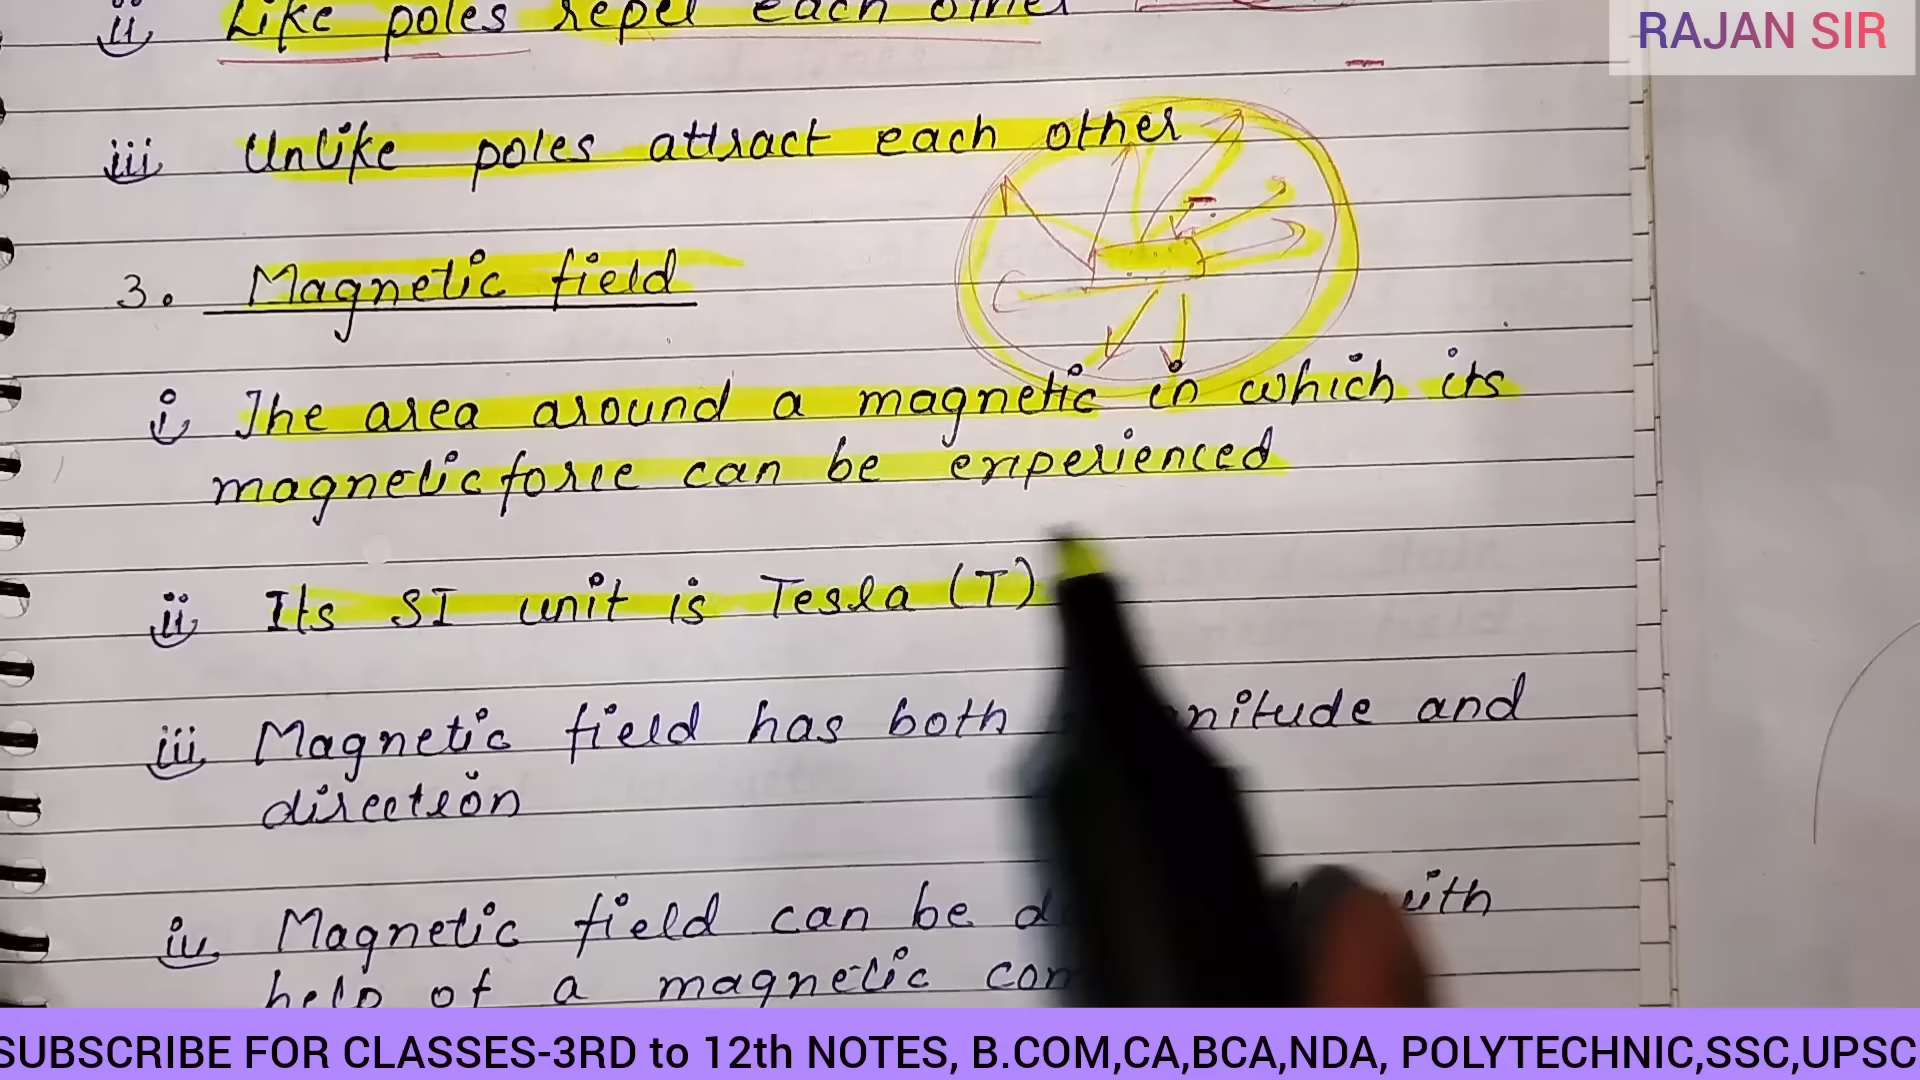 ii Like poles repel each other
RAJAN SIR
iii Unlike poles attract each other
3. Magnetic field
i The area around a magnetic in which its
magnetic force can be experienced
ii Its SI unit is Tesla (T)
iii Magnetic field has both and
direction
iv Magnetic field can be with
help of a magnetic
SUBSCRIBE FOR CLASSES-3RD to 12th NOTES, B.COM,CA,BCA,NDA, POLYTECHNIC,SSC,UPSC